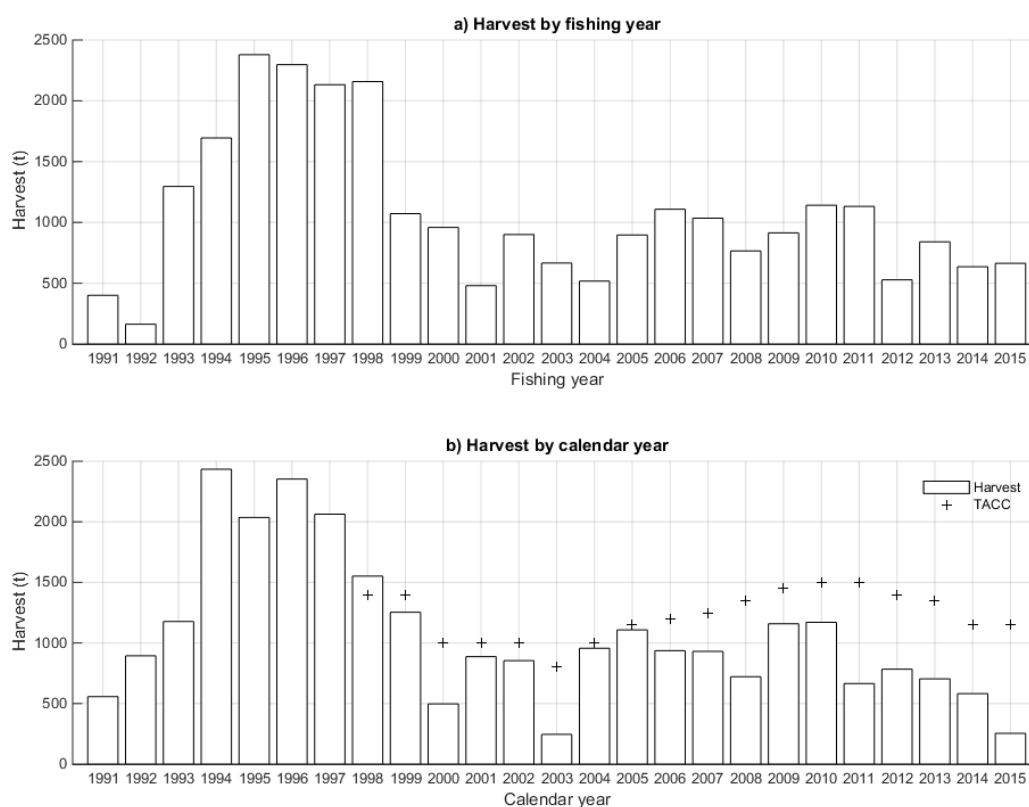 a) Harvest by fishing year
2500
2000
1500
1000
500
0
Harvest (t)
1991 1992 1993 1994 1995 1996 1997 1998 1999 2000 2001 2002 2003 2004 2005 2006 2007 2008 2009 2010 2011 2012 2013 2014 2015
Fishing year
b) Harvest by calendar year
2500
2000
1500
1000
500
0
Harvest (t)
Harvest
TACC
1991 1992 1993 1994 1995 1996 1997 1998 1999 2000 2001 2002 2003 2004 2005 2006 2007 2008 2009 2010 2011 2012 2013 2014 2015
Calendar year